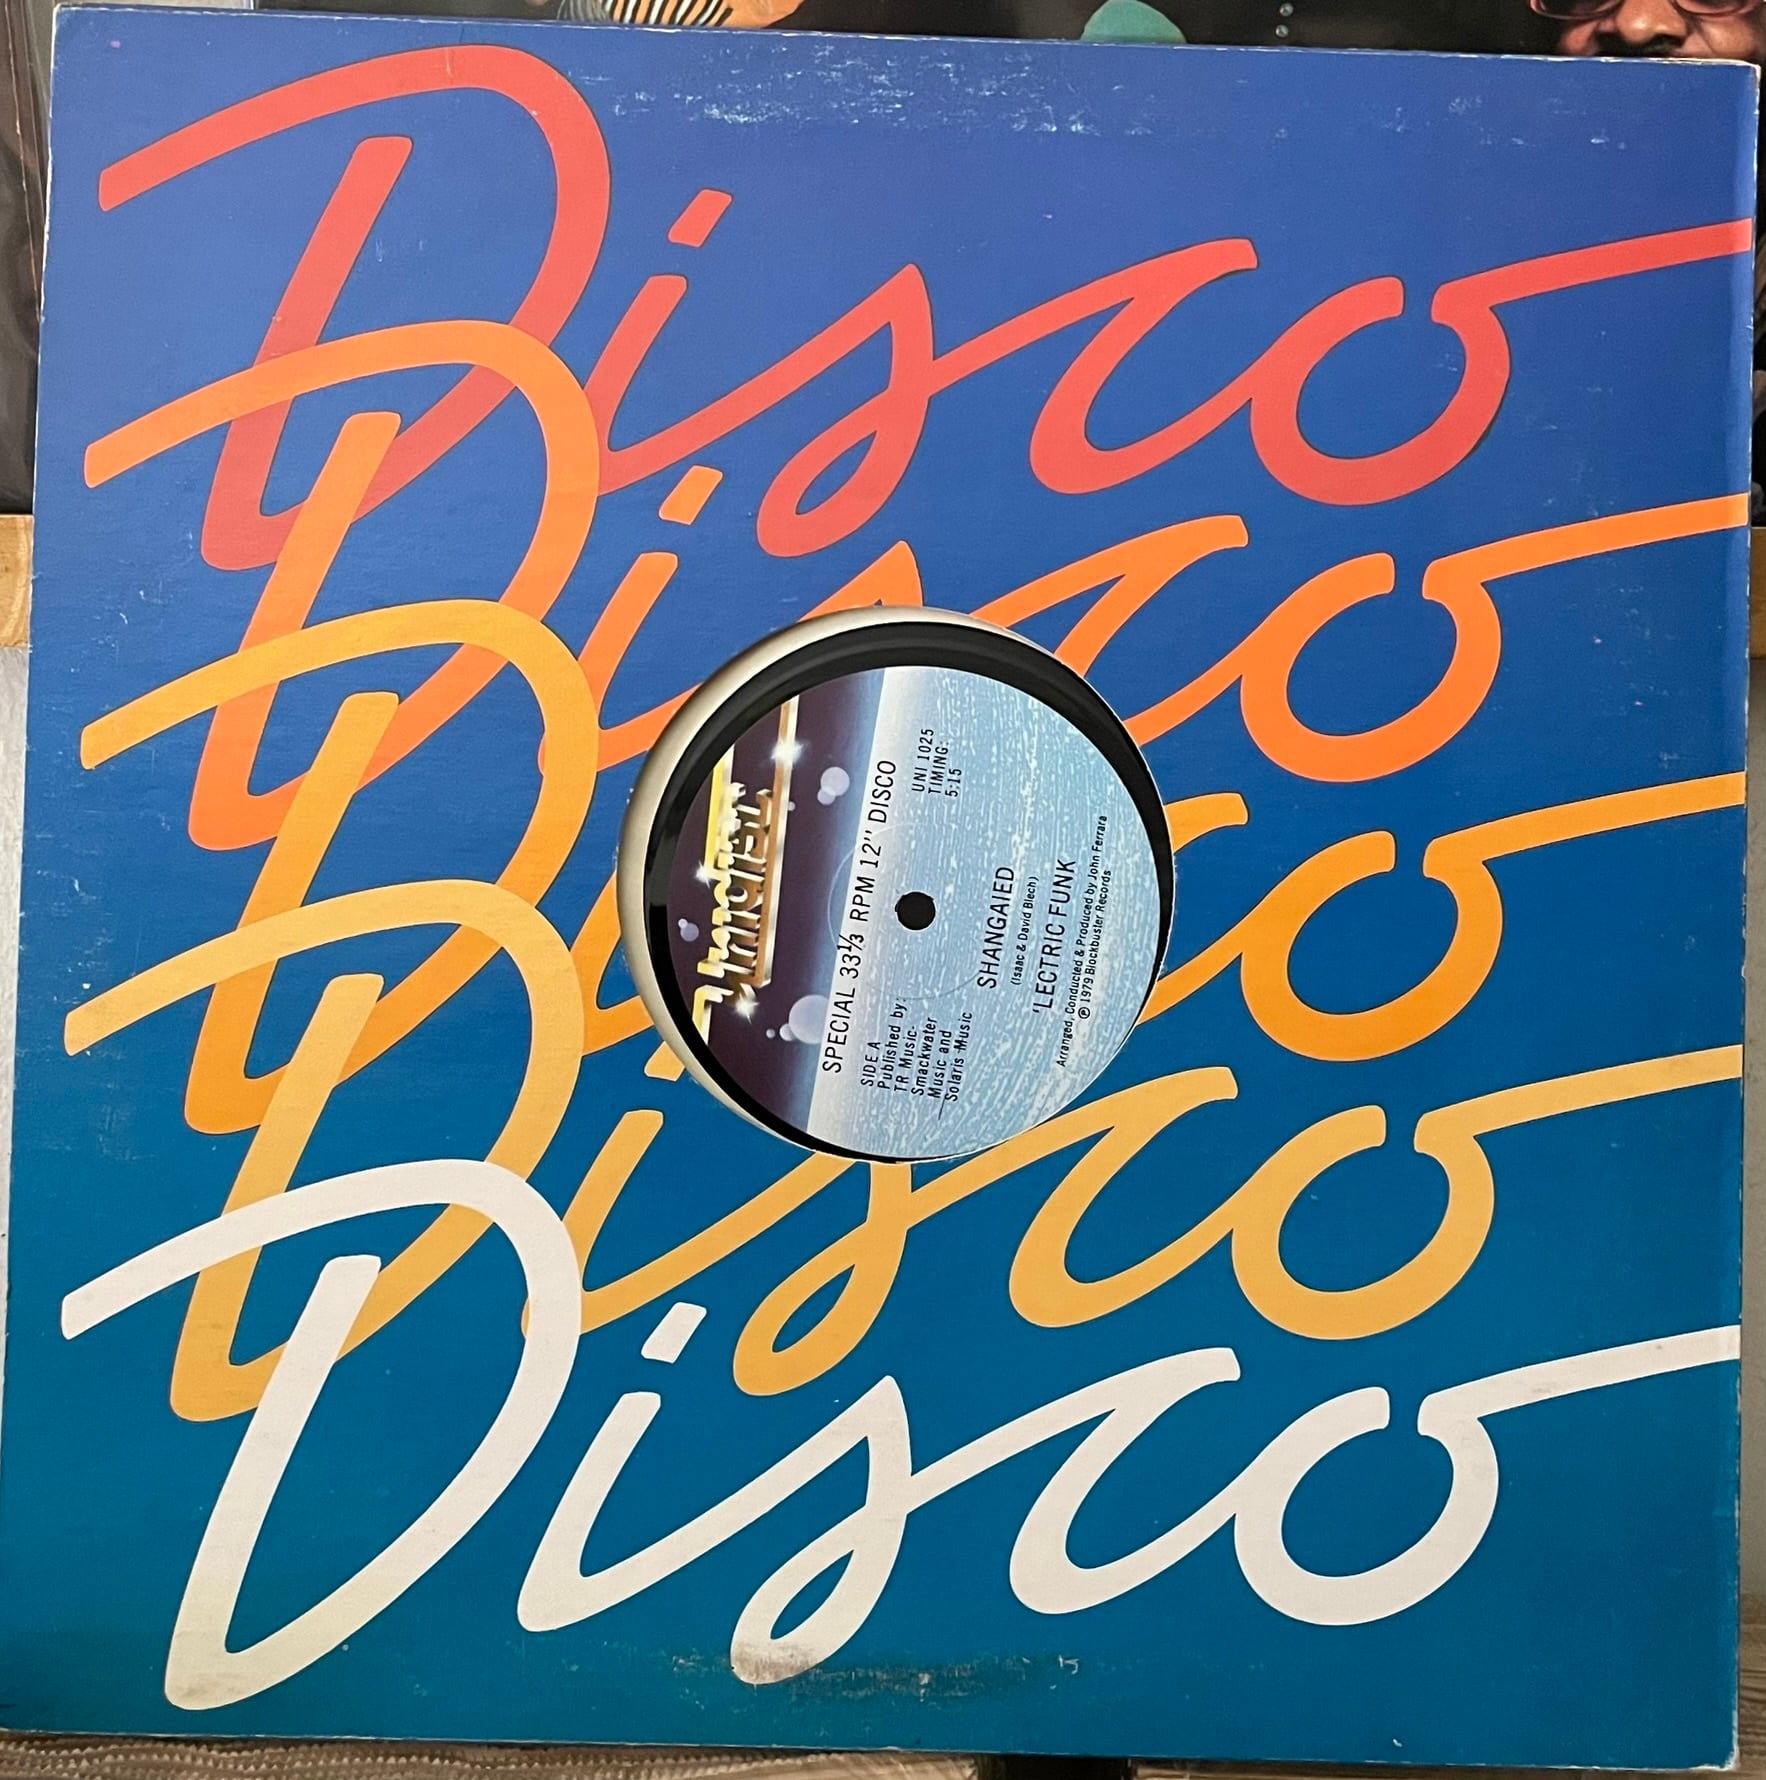 Disco
Disco
Disco
Disco
Disco
Unidisc
SPECIAL 33⅓ RPM 12'' DISCO
SIDE A
Published by:
TR Music-
Smackwater
Music and
Solaris Music
UNI 1025
TIMING:
5:15
SHANGAIED
(Isaac & David Blech)
'LECTRIC FUNK
Arranged, Conducted & Produced by John Ferrara
℗ 1979 Blockbuster Records